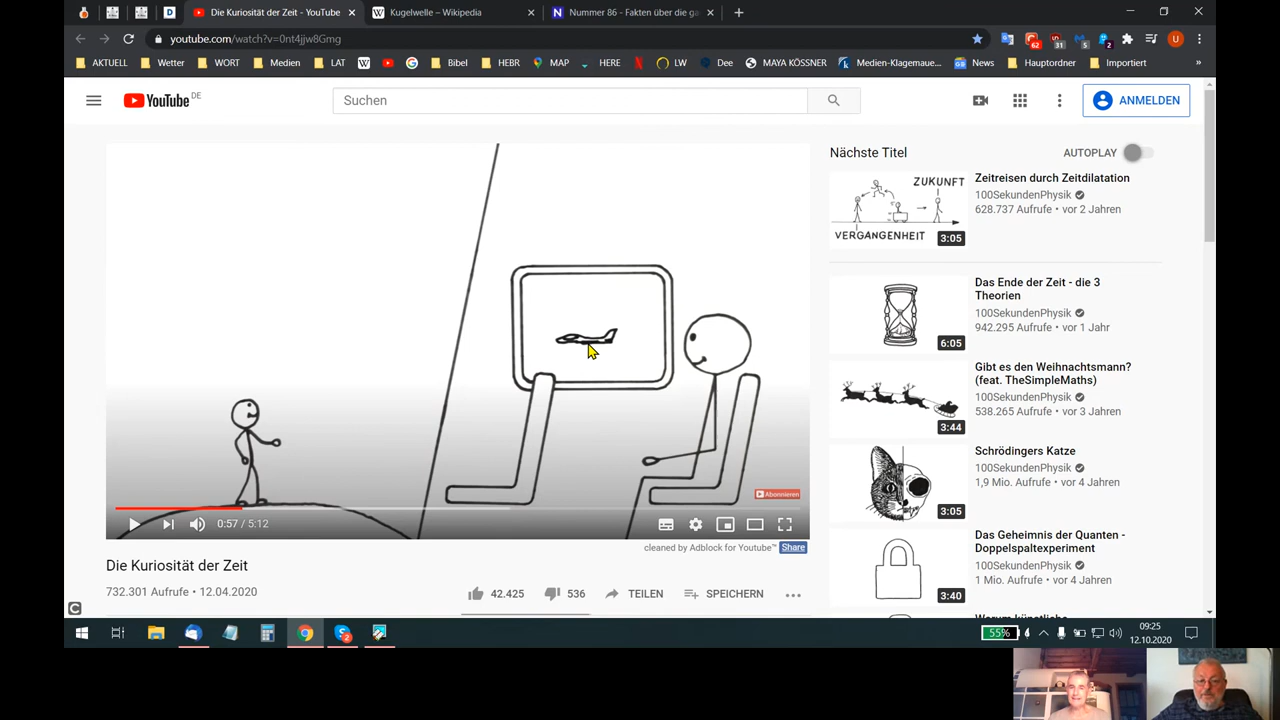 Die Kuriosität der Zeit - YouTube
Kugelwelle – Wikipedia
Nummer 86 - Fakten über die ga
youtube.com/watch?v=0nt4jjw8Gmg
62
31
5
2
U
AKTUELL
Wetter
WORT
Medien
LAT
Bibel
HEBR
MAP
HERE
LW
Dee
MAYA KÖSSNER
Medien-Klagemaue...
News
Hauptordner
Importiert
YouTube DE
Suchen
ANMELDEN
Nächste Titel
AUTOPLAY
ZUKUNFT
VERGANGENHEIT
3:05
Zeitreisen durch Zeitdilatation
100SekundenPhysik
628.737 Aufrufe • vor 2 Jahren
6:05
Das Ende der Zeit - die 3
Theorien
100SekundenPhysik
942.295 Aufrufe • vor 1 Jahr
3:44
Gibt es den Weihnachtsmann?
(feat. TheSimpleMaths)
100SekundenPhysik
538.265 Aufrufe • vor 3 Jahren
3:05
Schrödingers Katze
100SekundenPhysik
1,9 Mio. Aufrufe • vor 4 Jahren
3:40
Das Geheimnis der Quanten -
Doppelspaltexperiment
100SekundenPhysik
1 Mio. Aufrufe • vor 4 Jahren
Abonnieren
0:57 / 5:12
cleaned by Adblock for Youtube™ Share
Die Kuriosität der Zeit
732.301 Aufrufe • 12.04.2020
42.425
536
TEILEN
SPEICHERN
55%
09:25
12.10.2020